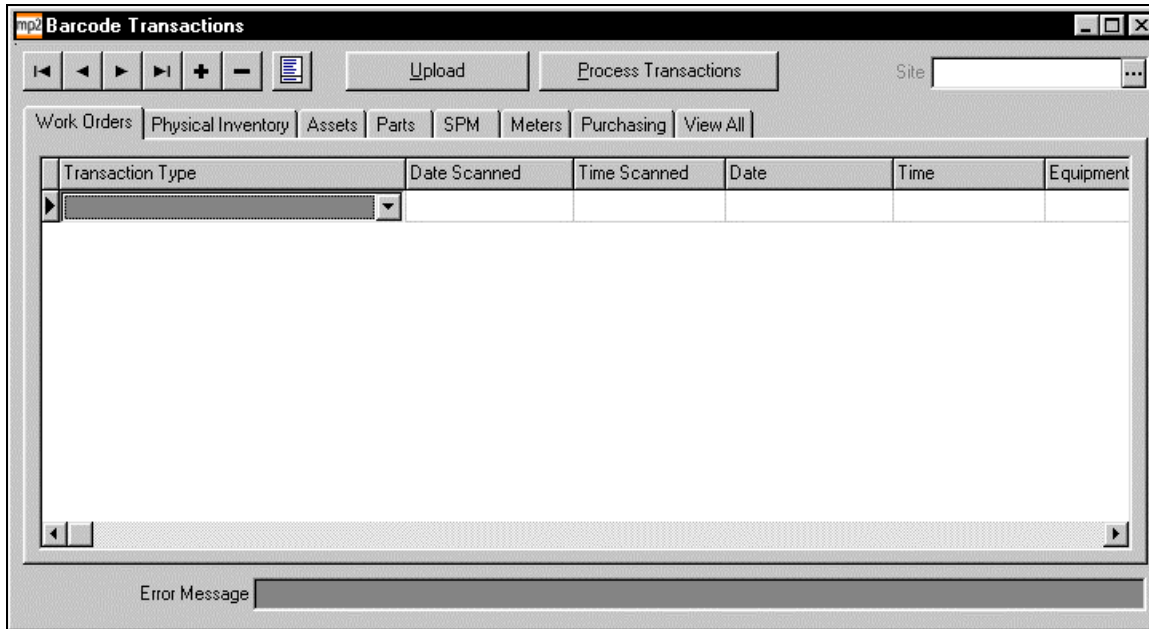 mp2 Barcode Transactions
Upload Process Transactions Site ...
Work Orders Physical Inventory Assets Parts SPM Meters Purchasing View All
Transaction Type Date Scanned Time Scanned Date Time Equipment
Error Message